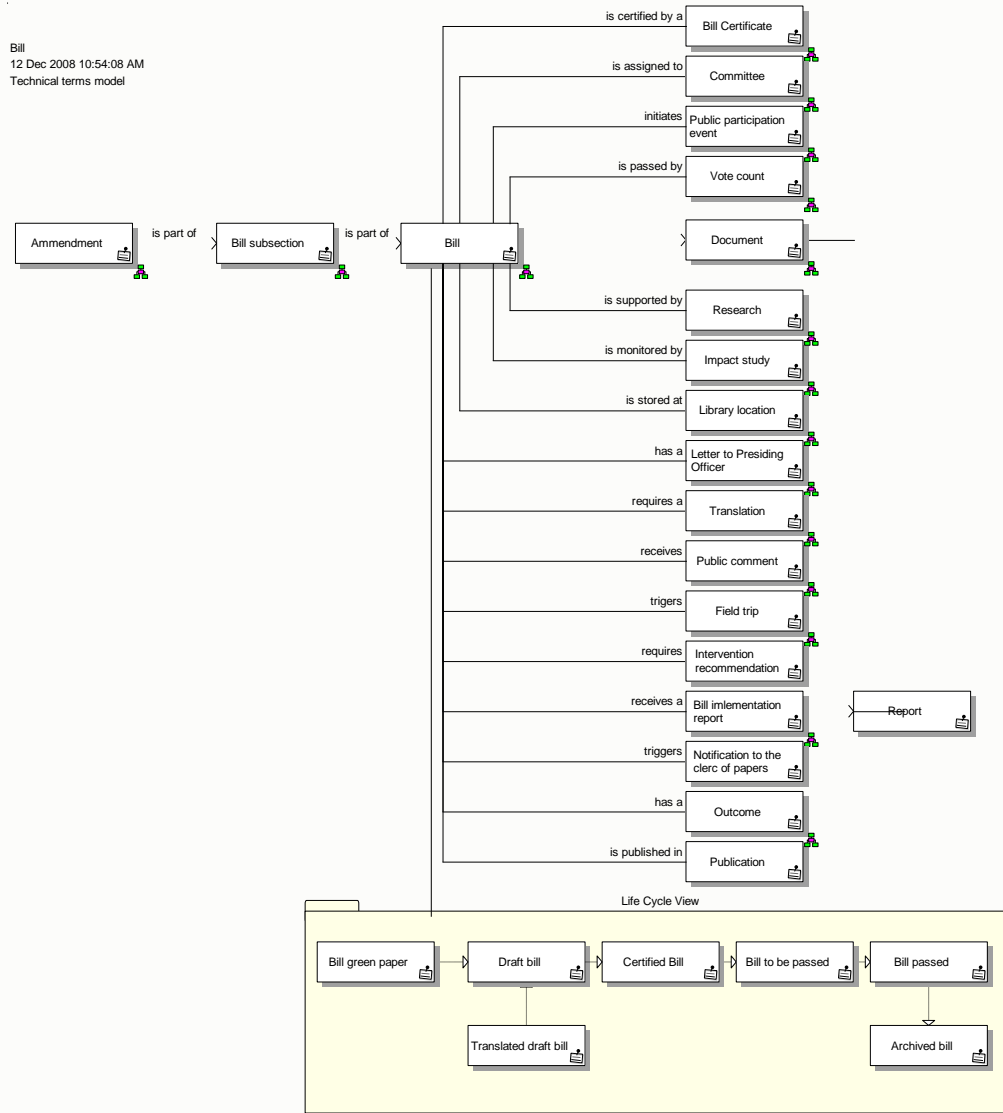 Bill
12 Dec 2008 10:54:08 AM
Technical terms model
is certified by a
Bill Certificate
is assigned to
Committee
initiates
Public participation
event
is passed by
Vote count
Ammendment
is part of
Bill subsection
is part of
Bill
Document
is supported by
Research
is monitored by
Impact study
is stored at
Library location
has a
Letter to Presiding
Officer
requires a
Translation
receives
Public comment
trigers
Field trip
requires
Intervention
recommendation
receives a
Bill imlementation
report
Report
triggers
Notification to the
clerc of papers
has a
Outcome
is published in
Publication
Life Cycle View
Bill green paper
Draft bill
Certified Bill
Bill to be passed
Bill passed
Translated draft bill
Archived bill